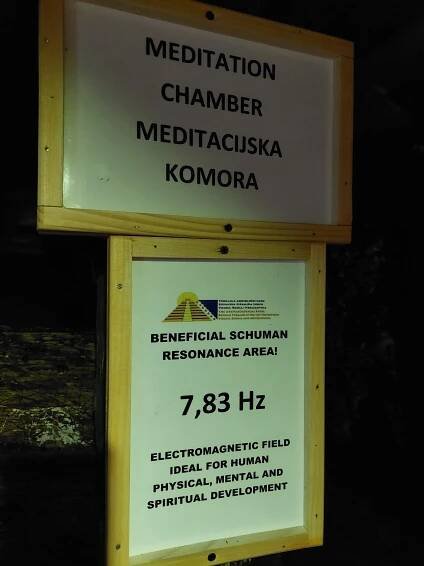 MEDITATION
CHAMBER
MEDITACIJSKA
KOMORA
BENEFICIAL SCHUMAN
RESONANCE AREA!
7,83 Hz
ELECTROMAGNETIC FIELD
IDEAL FOR HUMAN
PHYSICAL, MENTAL AND
SPIRITUAL DEVELOPMENT